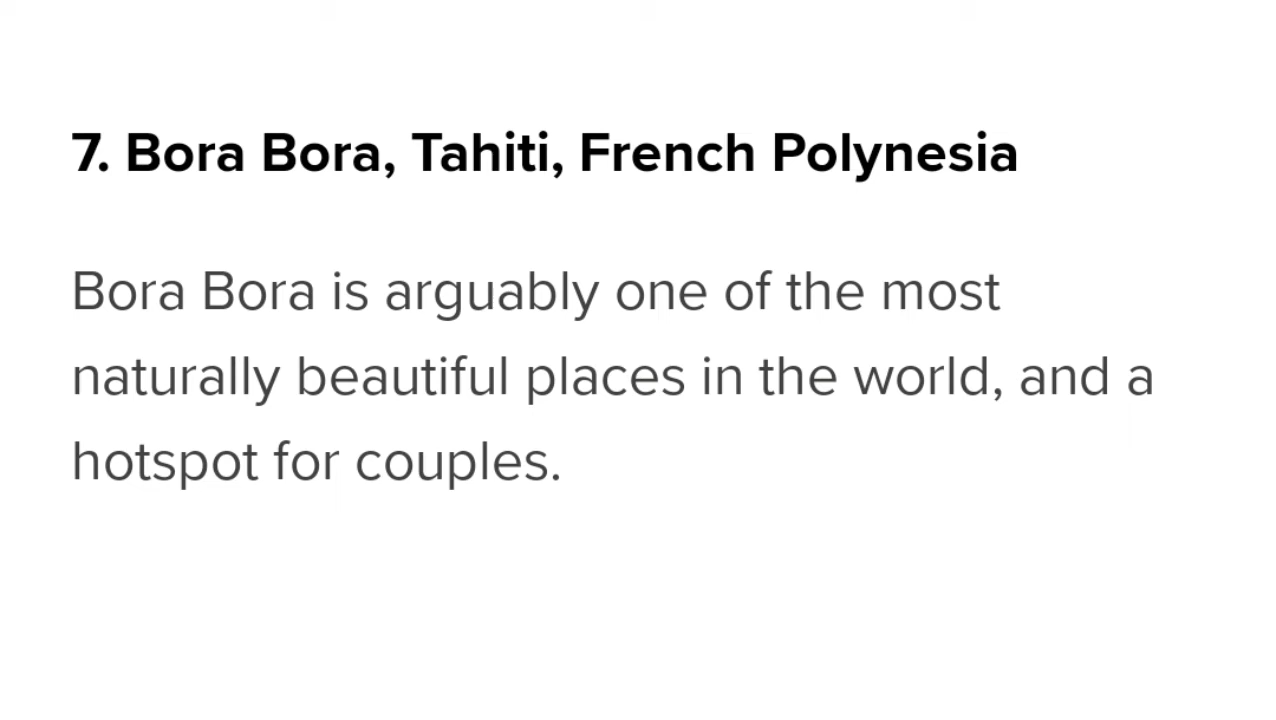 7. Bora Bora, Tahiti, French Polynesia
Bora Bora is arguably one of the most
naturally beautiful places in the world, and a
hotspot for couples.